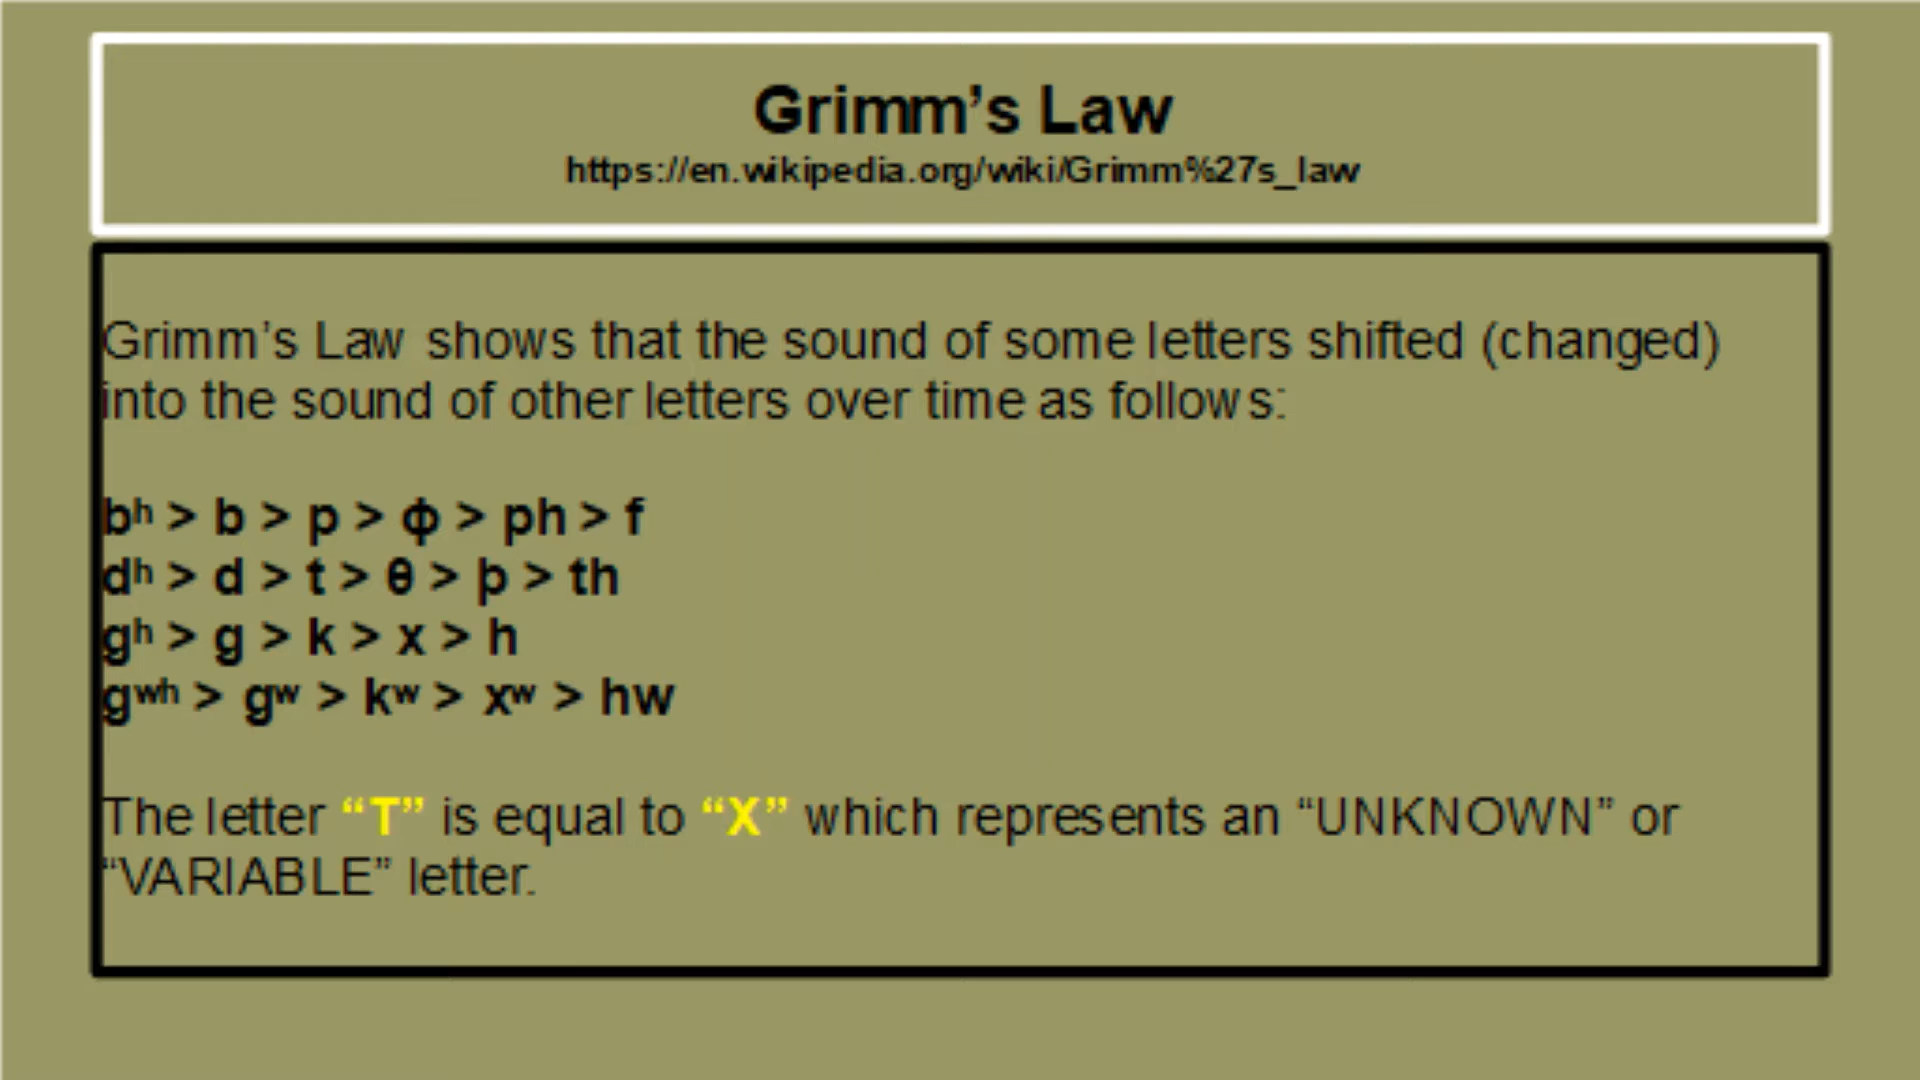 Grimm’s Law
https://en.wikipedia.org/wiki/Grimm%27s_law
Grimm’s Law shows that the sound of some letters shifted (changed)
into the sound of other letters over time as follows:
bʰ > b > p > ɸ > ph > f
dʰ > d > t > θ > þ > th
gʰ > g > k > x > h
gʷʰ > gʷ > kʷ > xʷ > hw
The letter “T” is equal to “X” which represents an “UNKNOWN” or
“VARIABLE” letter.